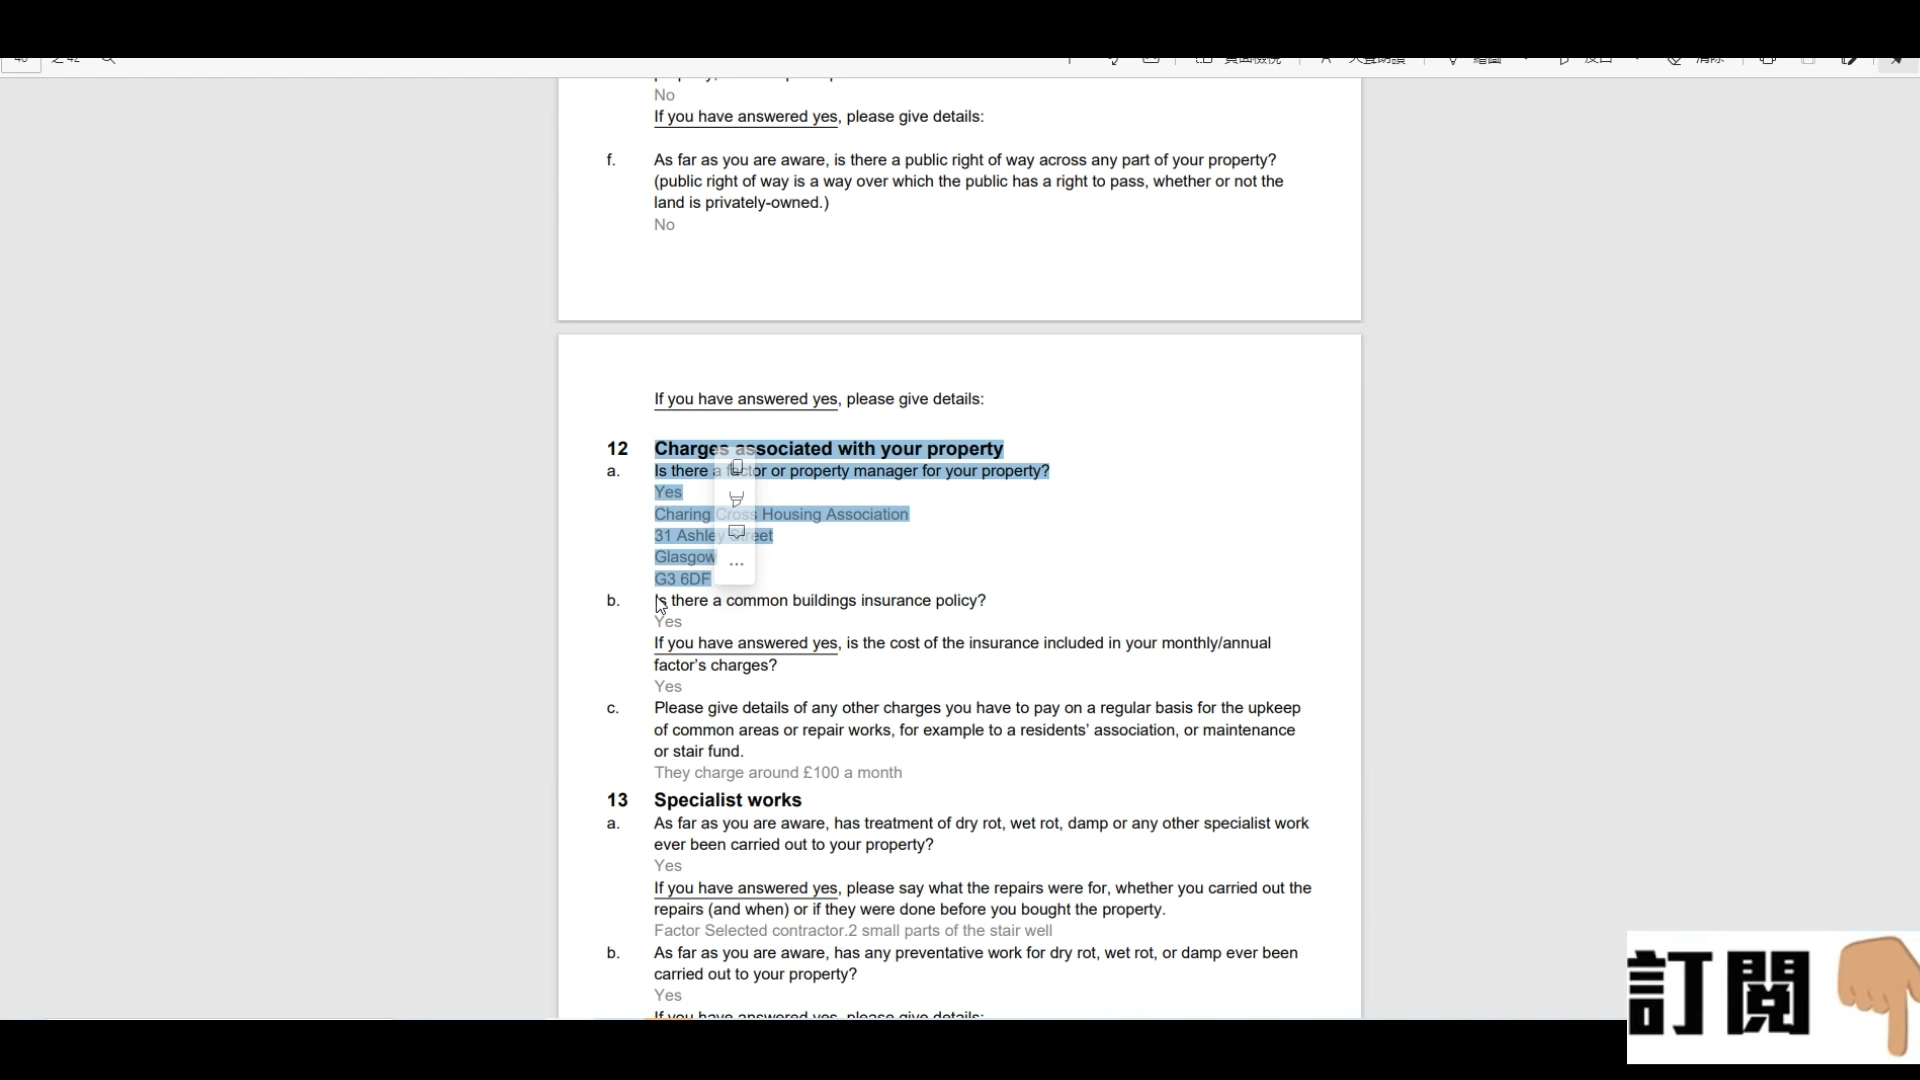 No
If you have answered yes, please give details:
f. As far as you are aware, is there a public right of way across any part of your property?
(public right of way is a way over which the public has a right to pass, whether or not the
land is privately-owned.)
No
If you have answered yes, please give details:
12 Charges associated with your property
a. Is there a factor or property manager for your property?
Yes
Charing Cross Housing Association
31 Ashley Street
Glasgow
G3 6DF
b. Is there a common buildings insurance policy?
Yes
If you have answered yes, is the cost of the insurance included in your monthly/annual
factor’s charges?
Yes
c. Please give details of any other charges you have to pay on a regular basis for the upkeep
of common areas or repair works, for example to a residents’ association, or maintenance
or stair fund.
They charge around £100 a month
13 Specialist works
a. As far as you are aware, has treatment of dry rot, wet rot, damp or any other specialist work
ever been carried out to your property?
Yes
If you have answered yes, please say what the repairs were for, whether you carried out the
repairs (and when) or if they were done before you bought the property.
Factor Selected contractor.2 small parts of the stair well
b. As far as you are aware, has any preventative work for dry rot, wet rot, or damp ever been
carried out to your property?
Yes
If you have answered yes, please give details:
訂閱